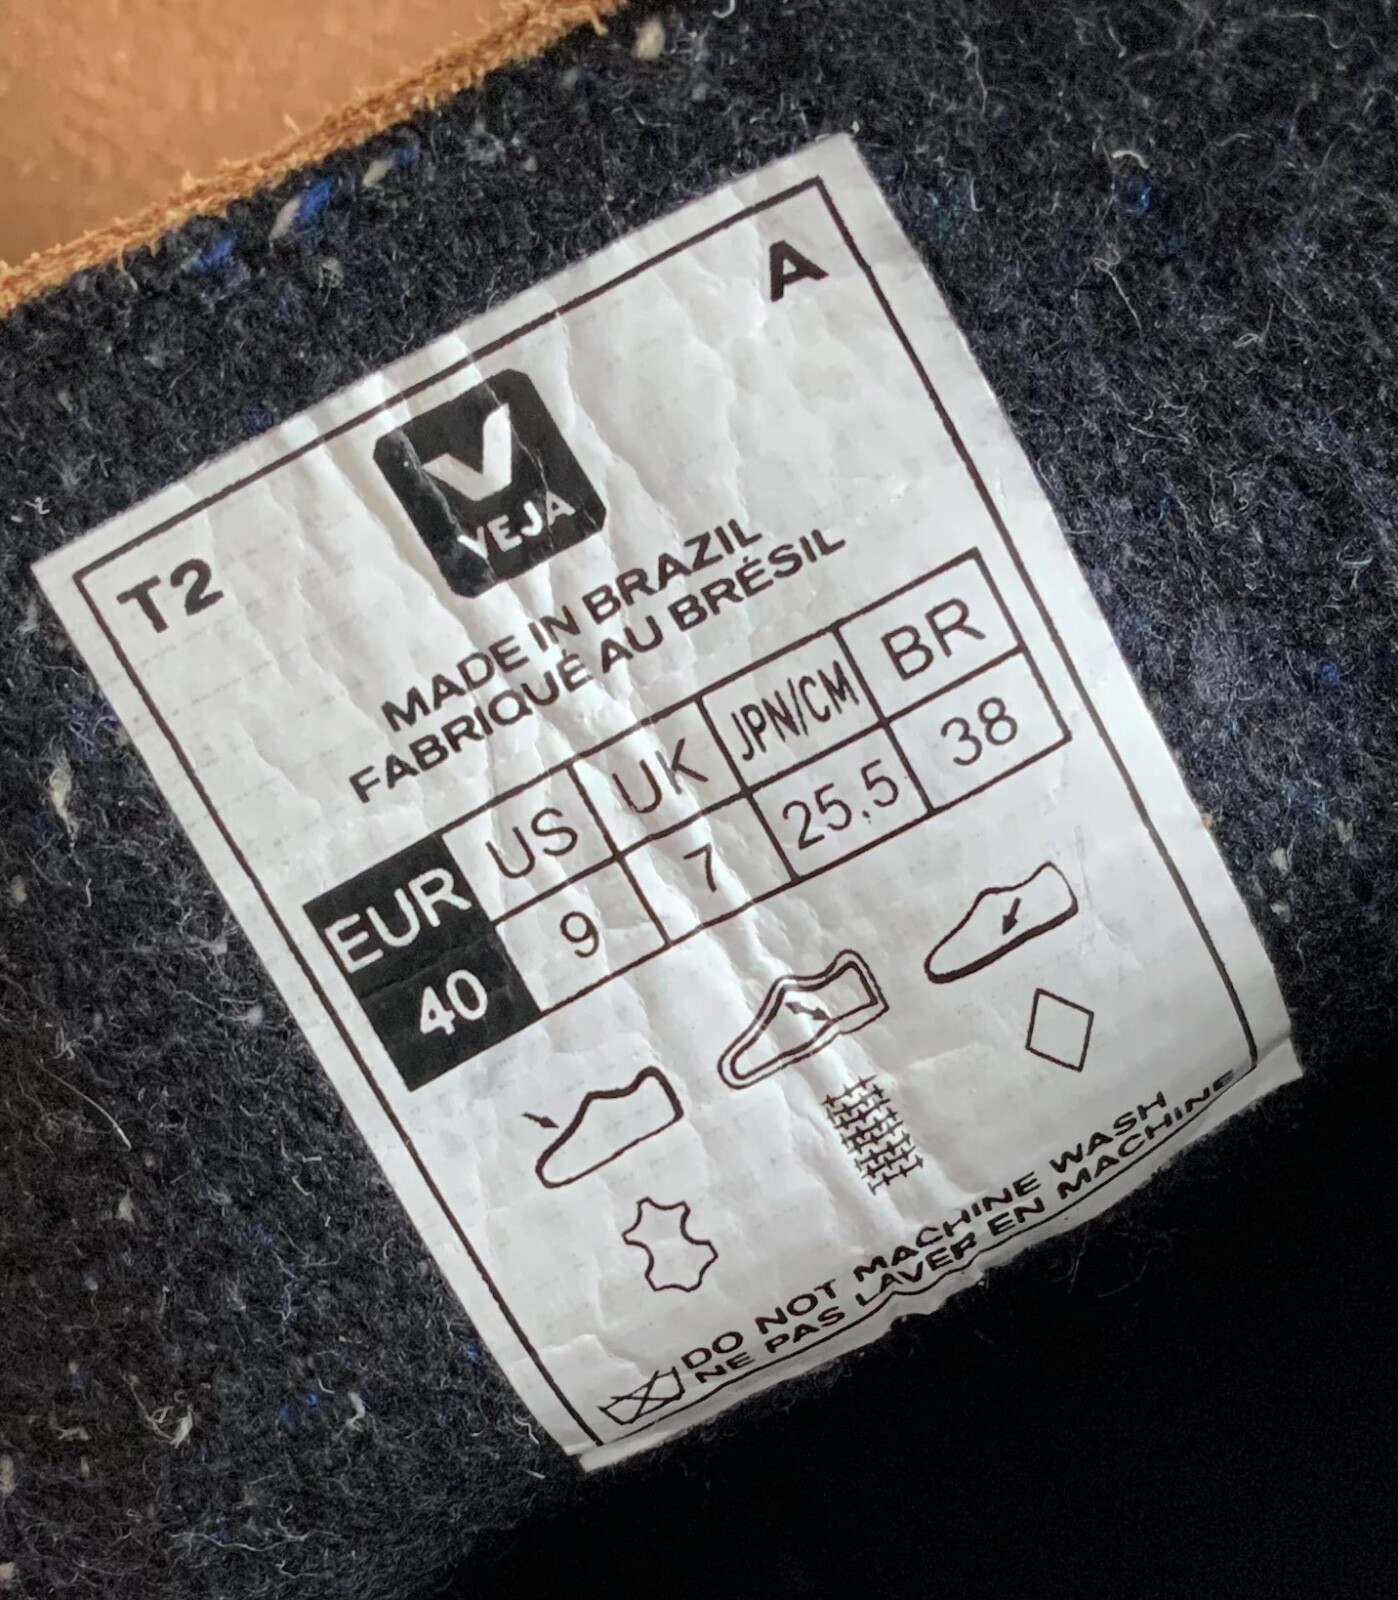 A
T2
VEJA
MADE IN BRAZIL
FABRIQUÉ AU BRÉSIL
EUR US UK JPN/CM BR
40 9 7 25,5 38
DO NOT MACHINE WASH
NE PAS LAVER EN MACHINE